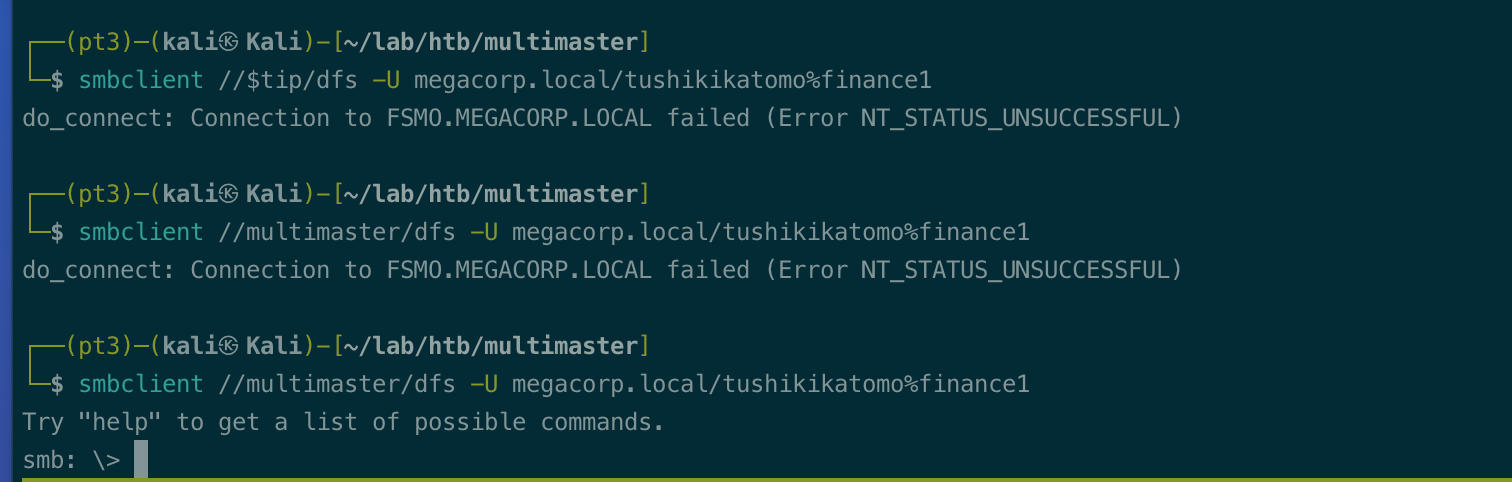 ┌──(pt3)─(kali㉿Kali)-[~/lab/htb/multimaster]
└─$ smbclient //$tip/dfs -U megacorp.local/tushikikatomo%finance1
do_connect: Connection to FSMO.MEGACORP.LOCAL failed (Error NT_STATUS_UNSUCCESSFUL)
┌──(pt3)─(kali㉿Kali)-[~/lab/htb/multimaster]
└─$ smbclient //multimaster/dfs -U megacorp.local/tushikikatomo%finance1
do_connect: Connection to FSMO.MEGACORP.LOCAL failed (Error NT_STATUS_UNSUCCESSFUL)
┌──(pt3)─(kali㉿Kali)-[~/lab/htb/multimaster]
└─$ smbclient //multimaster/dfs -U megacorp.local/tushikikatomo%finance1
Try "help" to get a list of possible commands.
smb: \>